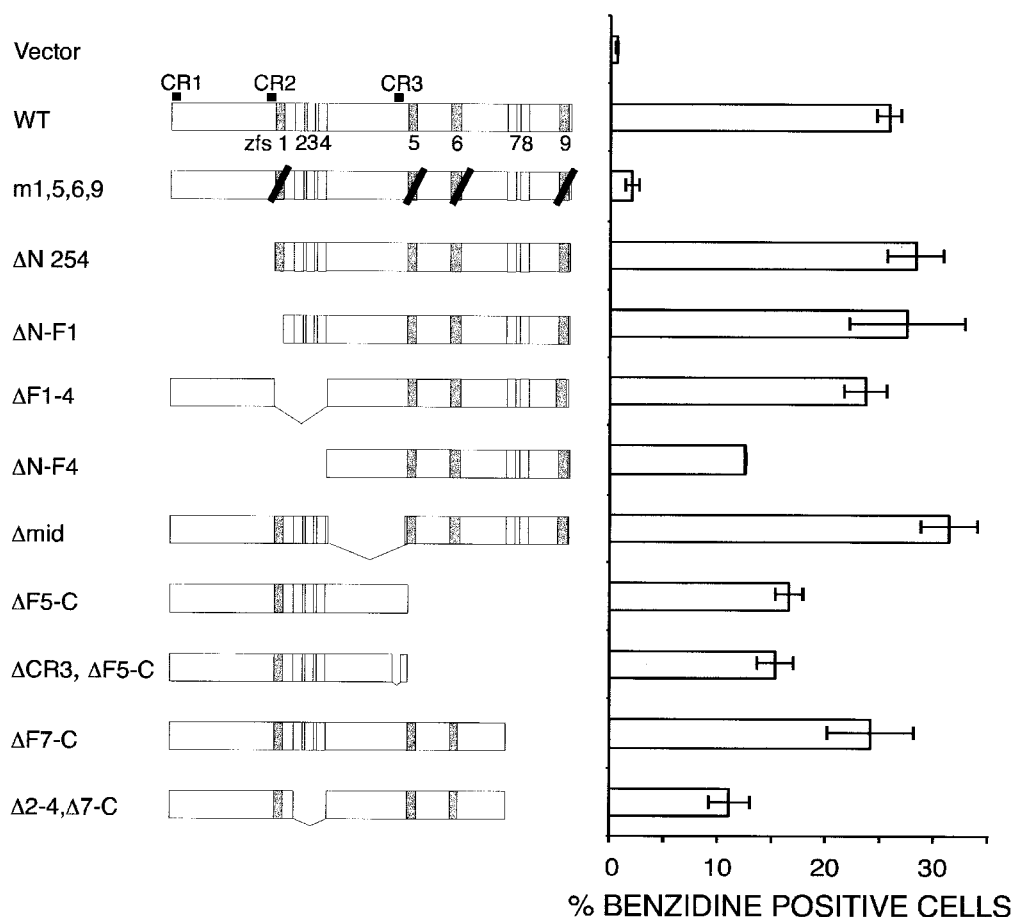 Vector
CR1 CR2 CR3
WT
zfs 1 234 5 6 78 9
m1,5,6,9
ΔN 254
ΔN-F1
ΔF1-4
ΔN-F4
Δmid
ΔF5-C
ΔCR3, ΔF5-C
ΔF7-C
Δ2-4,Δ7-C
0 10 20 30
% BENZIDINE POSITIVE CELLS